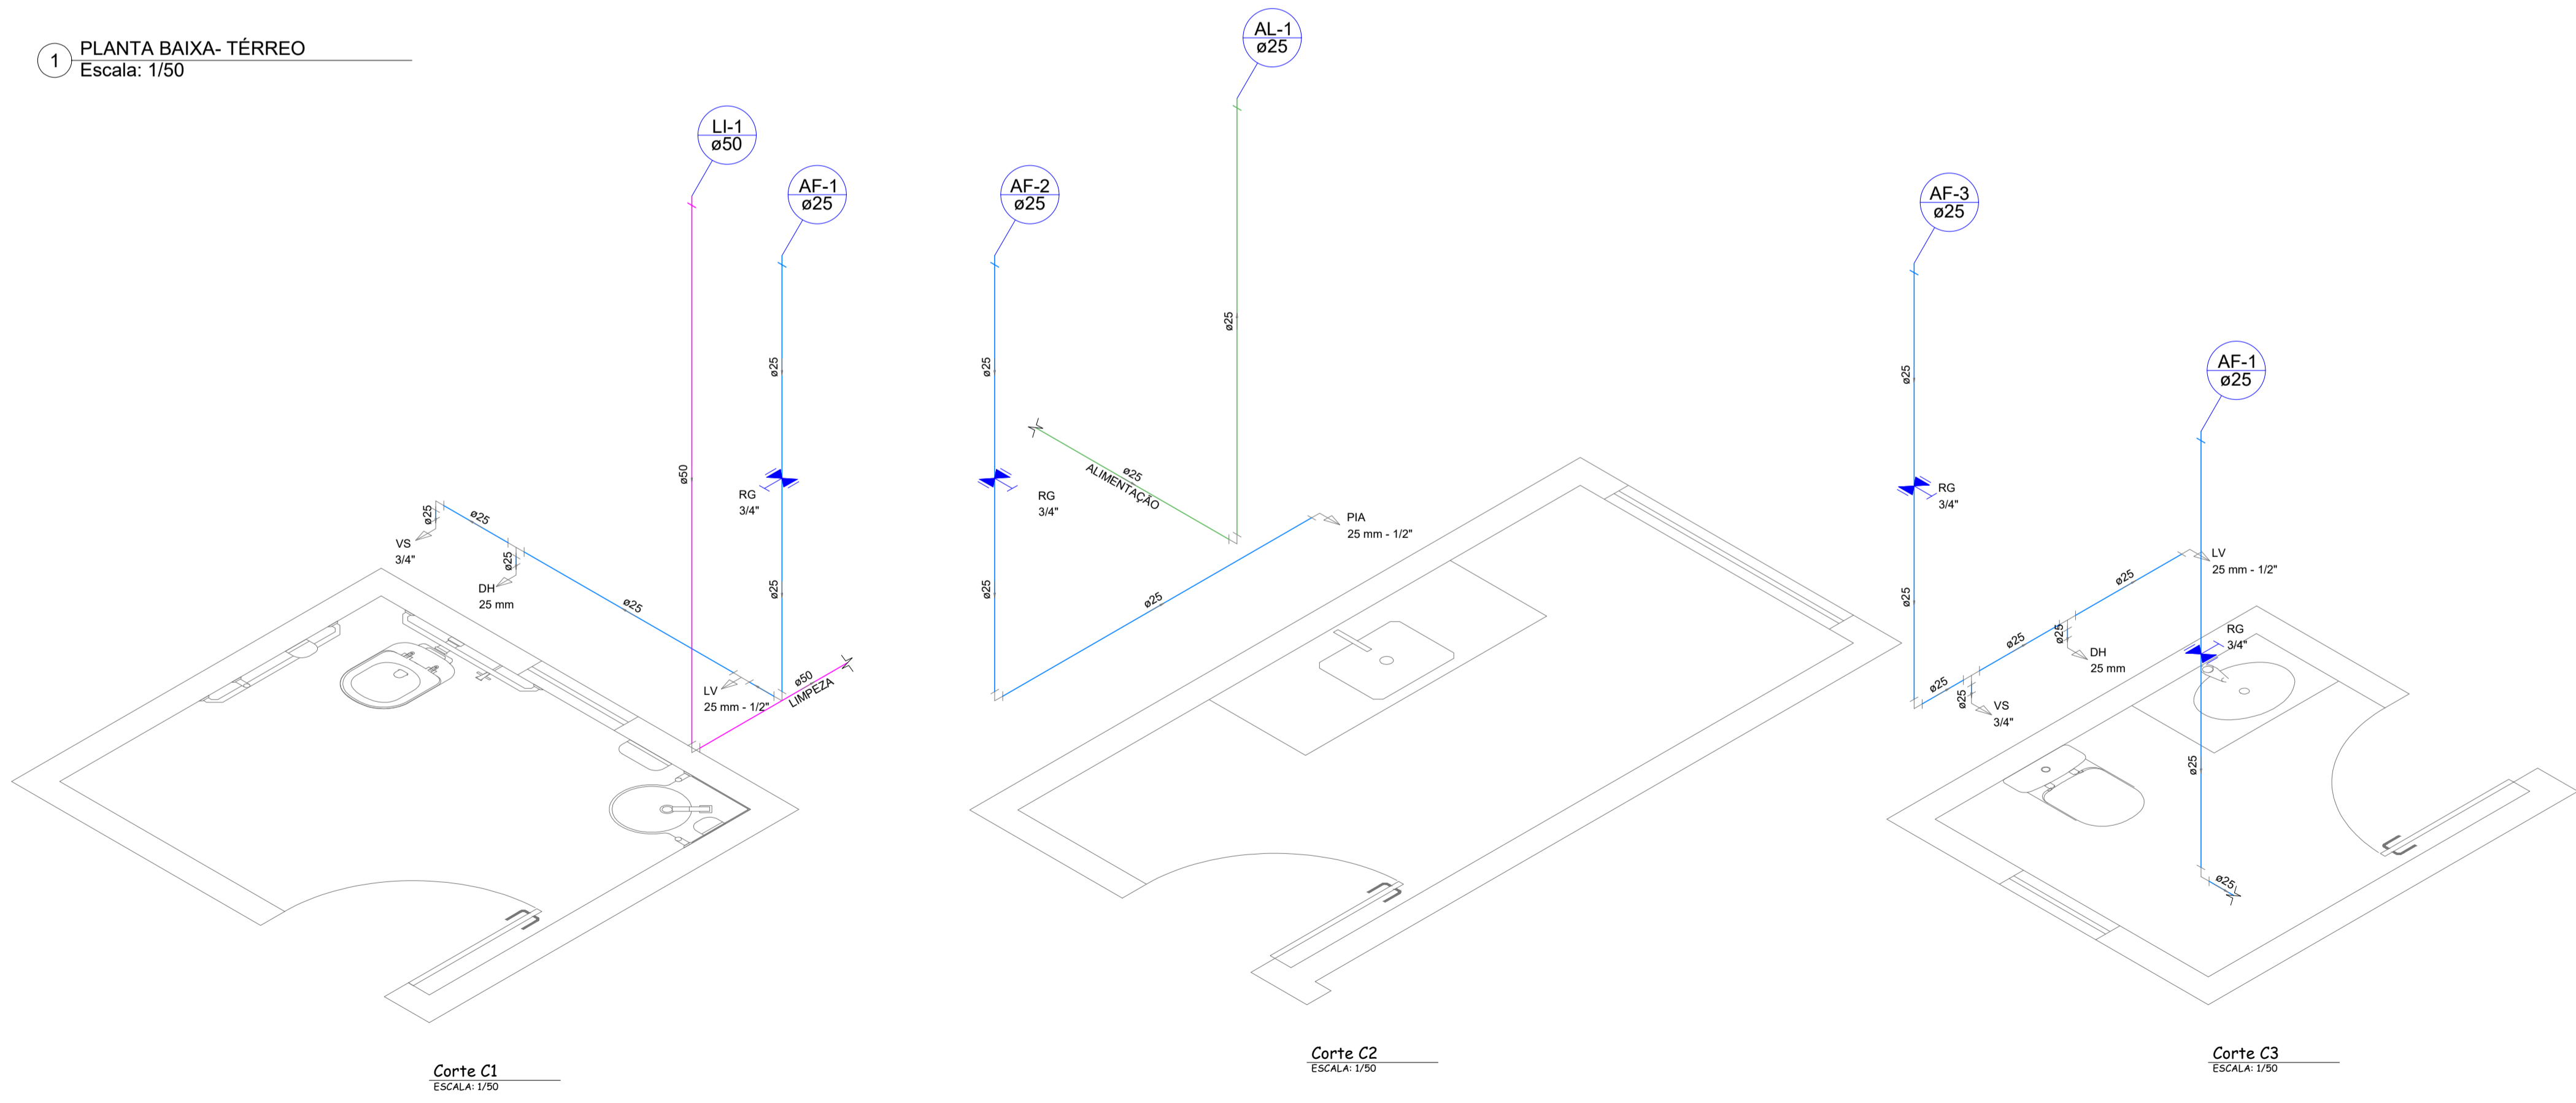 1
PLANTA BAIXA- TÉRREO
Escala: 1/50
LI-1
ø50
AF-1
ø25
ø25
ø50
RG
3/4"
ø25
ø25
ø25
VS
3/4"
ø25
DH
25 mm
ø25
LV
25 mm - 1/2"
ø50
LIMPEZA
Corte C1
ESCALA: 1/50
AL-1
ø25
AF-2
ø25
ø25
ø25
ø25
ALIMENTAÇÃO
RG
3/4"
PIA
25 mm - 1/2"
ø25
ø25
Corte C2
ESCALA: 1/50
AF-3
ø25
AF-1
ø25
ø25
RG
3/4"
LV
25 mm - 1/2"
ø25
ø25
ø25
ø25
DH
25 mm
RG
3/4"
ø25
ø25
VS
3/4"
ø25
ø25
Corte C3
ESCALA: 1/50